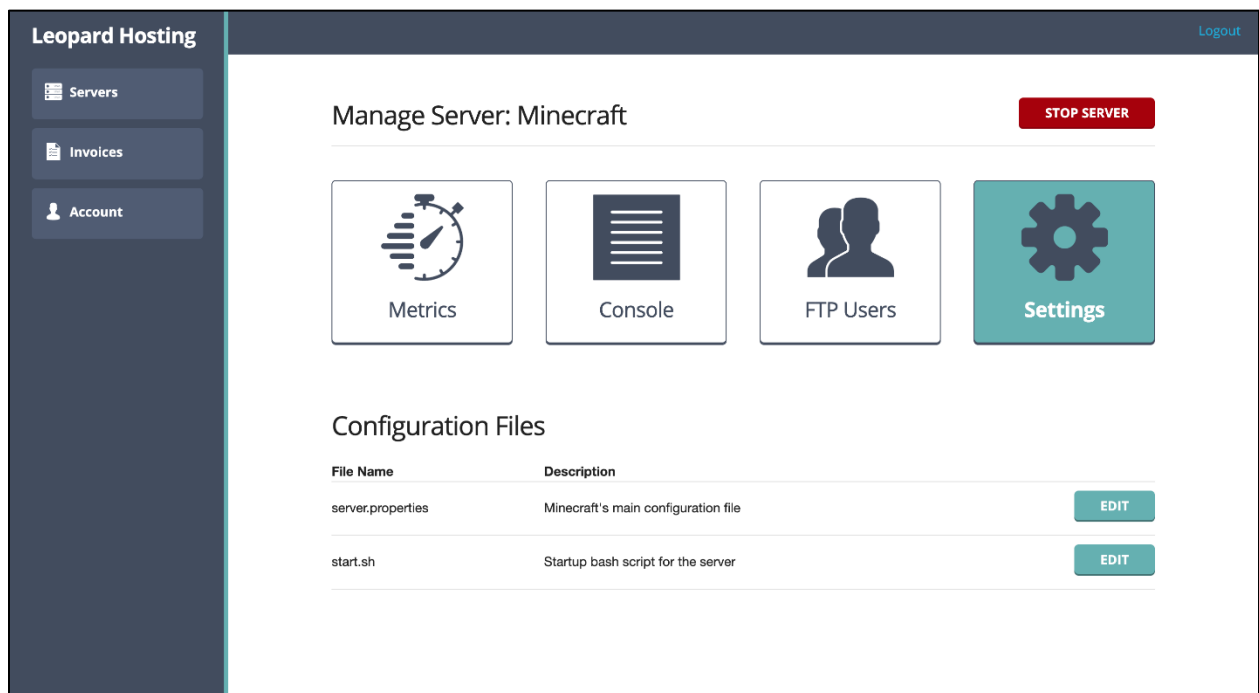 Leopard Hosting
Logout
Servers
Invoices
Account
Manage Server: Minecraft
STOP SERVER
Metrics
Console
FTP Users
Settings
Configuration Files
File Name Description
server.properties Minecraft's main configuration file EDIT
start.sh Startup bash script for the server EDIT